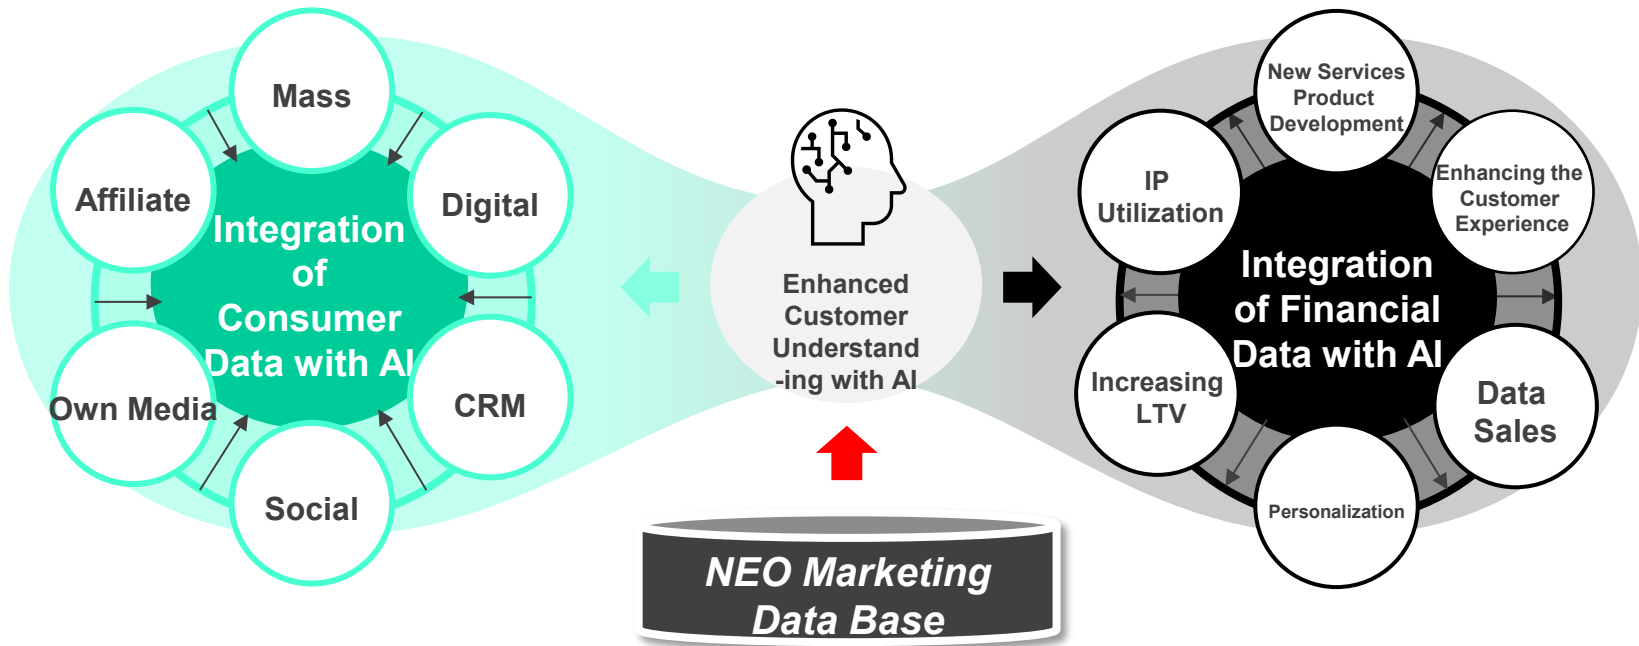 Mass
Affiliate
Digital
Integration
of
Consumer
Data with AI
Own Media
CRM
Social
Enhanced
Customer
Understand
-ing with AI
NEO Marketing
Data Base
New Services
Product
Development
IP
Utilization
Enhancing the
Customer
Experience
Integration
of Financial
Data with AI
Increasing
LTV
Data
Sales
Personalization